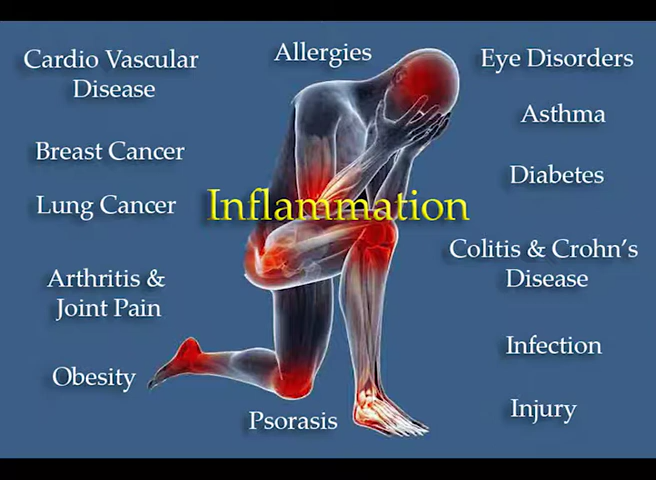 Cardio Vascular
Disease
Allergies
Eye Disorders
Asthma
Breast Cancer
Diabetes
Lung Cancer
Inflammation
Colitis & Crohn's
Disease
Arthritis &
Joint Pain
Infection
Obesity
Psorasis
Injury